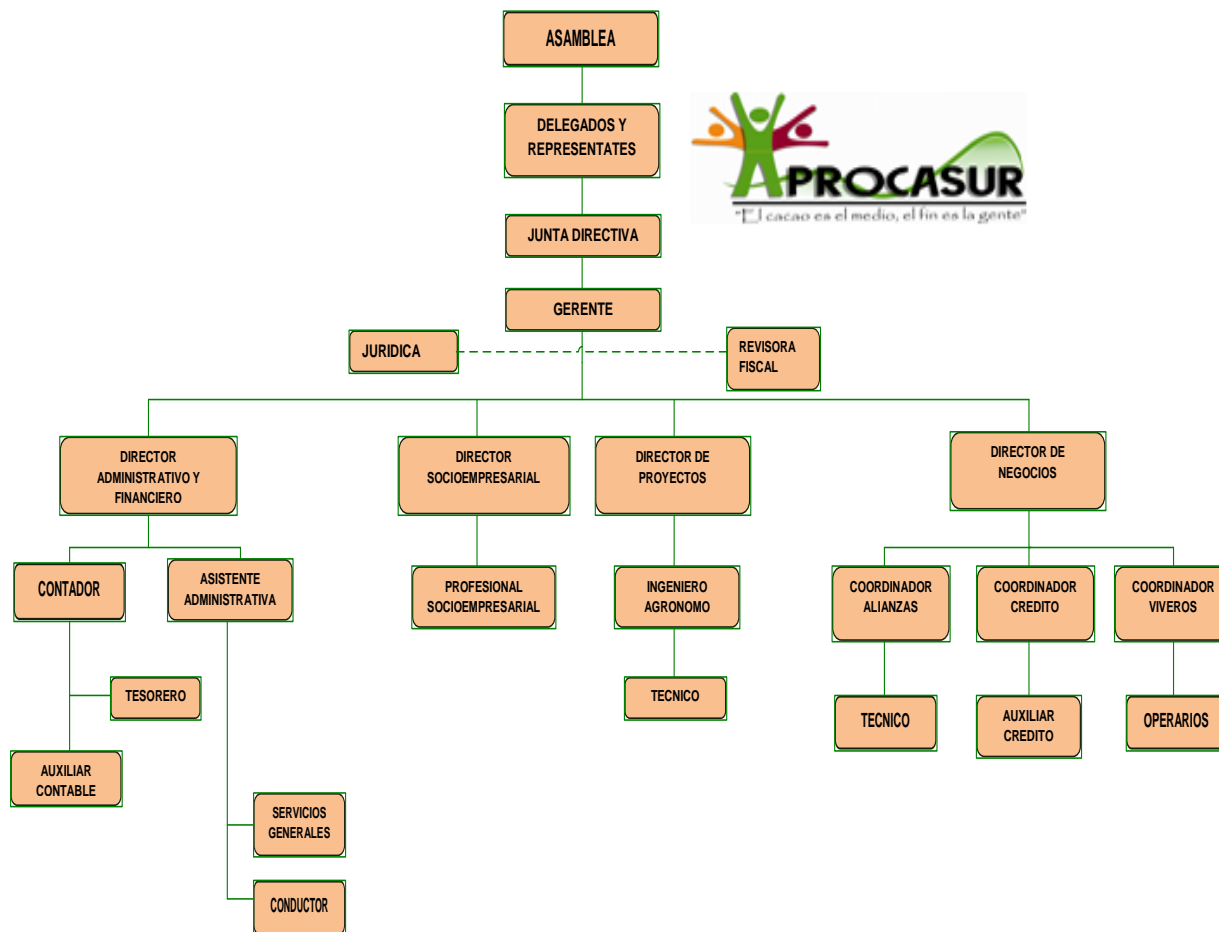 ASAMBLEA
DELEGADOS Y
REPRESENTATES
APROCASUR
"El cacao es el medio, el fin es la gente"
JUNTA DIRECTIVA
GERENTE
JURIDICA
REVISORA
FISCAL
DIRECTOR
ADMINISTRATIVO Y
FINANCIERO
DIRECTOR
SOCIOEMPRESARIAL
DIRECTOR DE
PROYECTOS
DIRECTOR DE
NEGOCIOS
CONTADOR
ASISTENTE
ADMINISTRATIVA
PROFESIONAL
SOCIOEMPRESARIAL
INGENIERO
AGRONOMO
COORDINADOR
ALIANZAS
COORDINADOR
CREDITO
COORDINADOR
VIVEROS
TESORERO
TECNICO
TECNICO
AUXILIAR
CREDITO
OPERARIOS
AUXILIAR
CONTABLE
SERVICIOS
GENERALES
CONDUCTOR